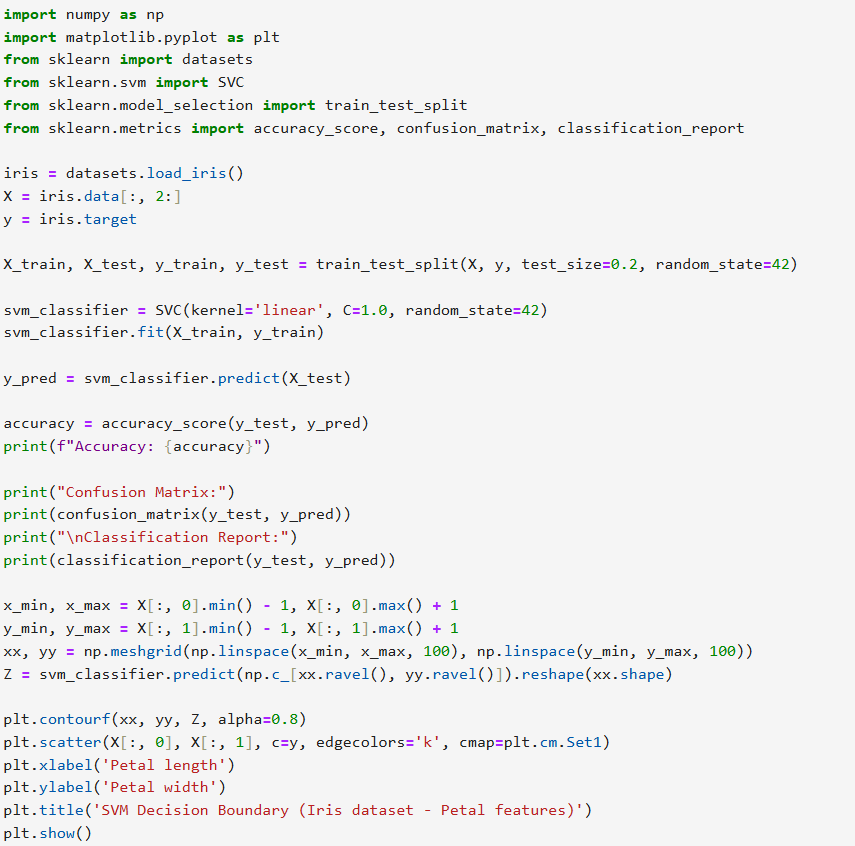 import numpy as np
import matplotlib.pyplot as plt
from sklearn import datasets
from sklearn.svm import SVC
from sklearn.model_selection import train_test_split
from sklearn.metrics import accuracy_score, confusion_matrix, classification_report

iris = datasets.load_iris()
X = iris.data[:, 2:]
y = iris.target

X_train, X_test, y_train, y_test = train_test_split(X, y, test_size=0.2, random_state=42)

svm_classifier = SVC(kernel='linear', C=1.0, random_state=42)
svm_classifier.fit(X_train, y_train)

y_pred = svm_classifier.predict(X_test)

accuracy = accuracy_score(y_test, y_pred)
print(f"Accuracy: {accuracy}")

print("Confusion Matrix:")
print(confusion_matrix(y_test, y_pred))
print("\nClassification Report:")
print(classification_report(y_test, y_pred))

x_min, x_max = X[:, 0].min() - 1, X[:, 0].max() + 1
y_min, y_max = X[:, 1].min() - 1, X[:, 1].max() + 1
xx, yy = np.meshgrid(np.linspace(x_min, x_max, 100), np.linspace(y_min, y_max, 100))
Z = svm_classifier.predict(np.c_[xx.ravel(), yy.ravel()]).reshape(xx.shape)

plt.contourf(xx, yy, Z, alpha=0.8)
plt.scatter(X[:, 0], X[:, 1], c=y, edgecolors='k', cmap=plt.cm.Set1)
plt.xlabel('Petal length')
plt.ylabel('Petal width')
plt.title('SVM Decision Boundary (Iris dataset - Petal features)')
plt.show()